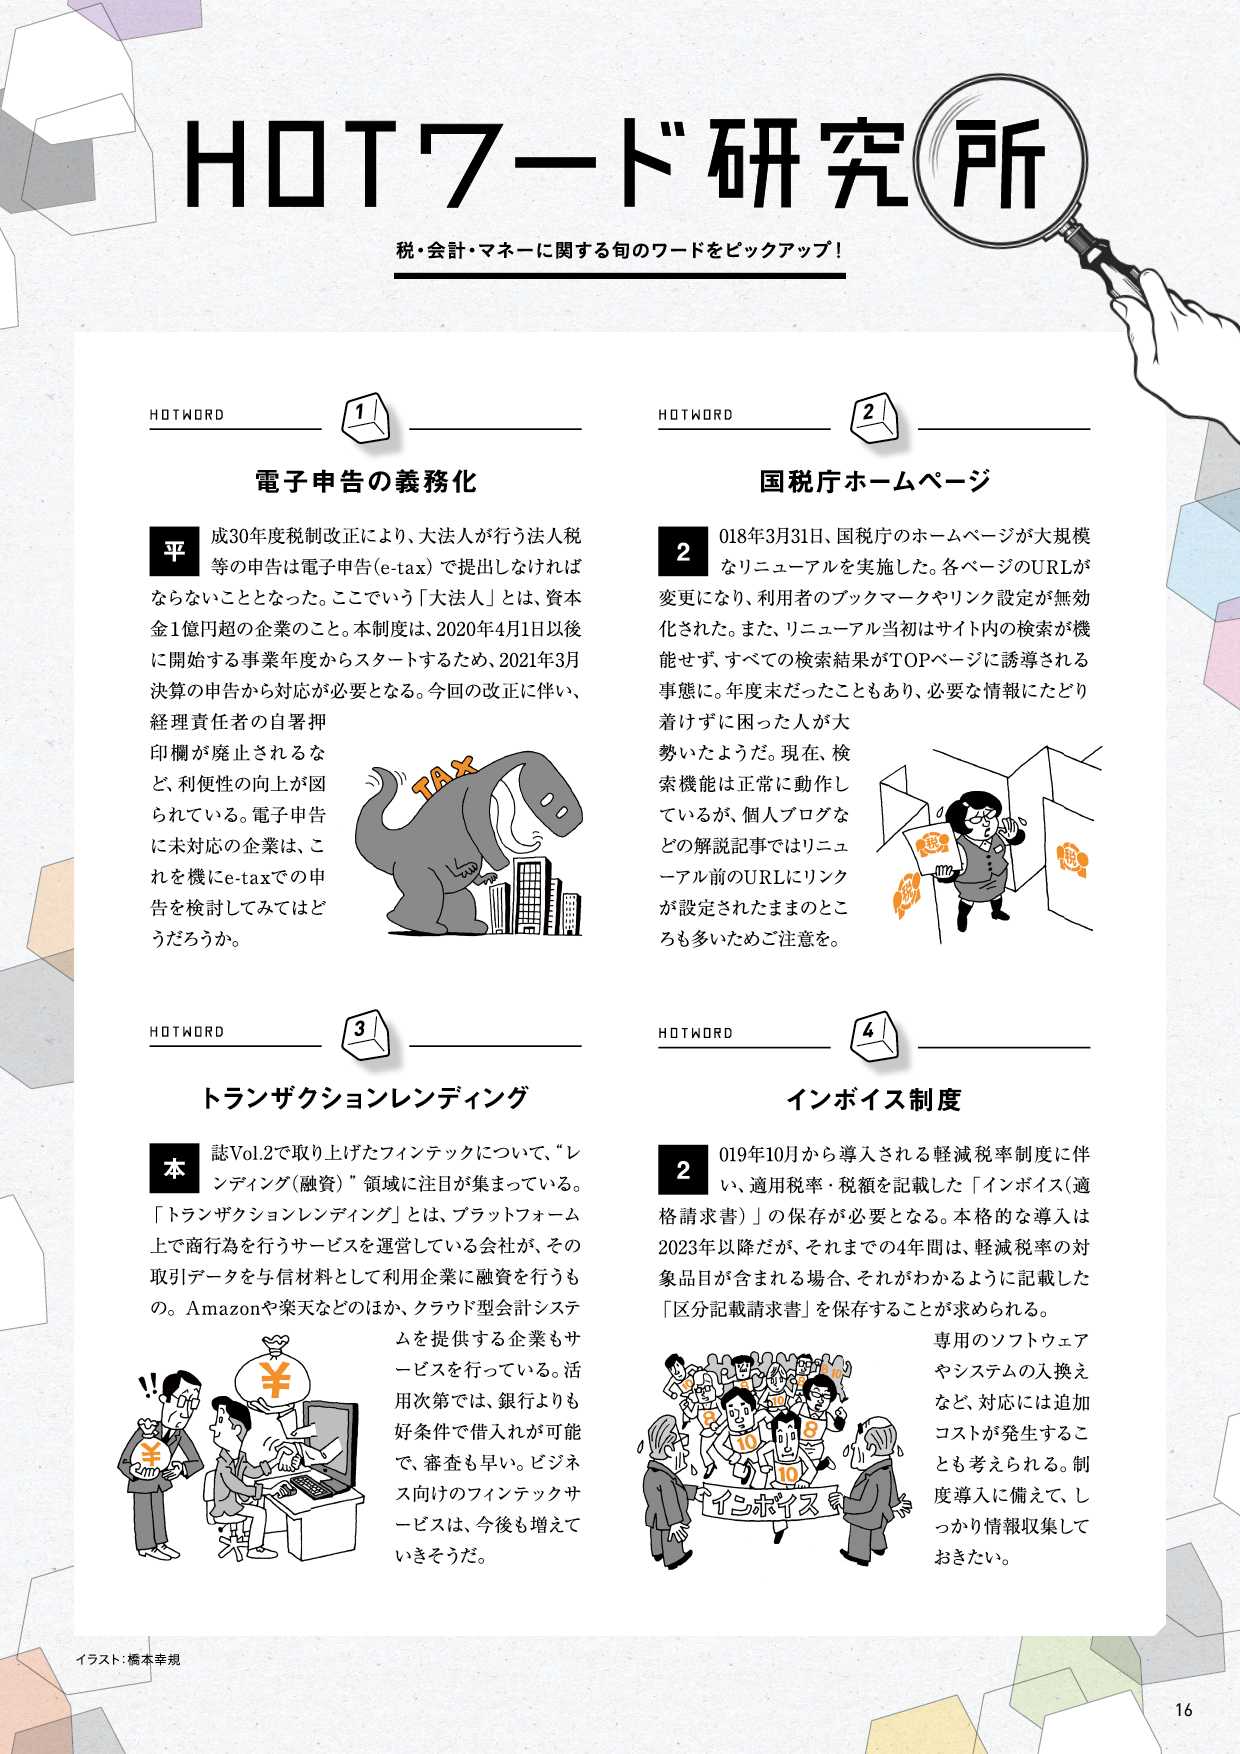 HOTワード研究所
税・会計・マネーに関する旬のワードをピックアップ！
HOTWORD 1
電子申告の義務化
平成30年度税制改正により、大法人が行う法人税
等の申告は電子申告（e-tax）で提出しなければ
ならないこととなった。ここでいう「大法人」とは、資本
金1億円超の企業のこと。本制度は、2020年4月1日以後
に開始する事業年度からスタートするため、2021年3月
決算の申告から対応が必要となる。今回の改正に伴い、
経理責任者の自署押
印欄が廃止されるな
ど、利便性の向上が図
られている。電子申告
に未対応の企業は、こ
れを機にe-taxでの申
告を検討してみてはど
うだろうか。
TAX
HOTWORD 2
国税庁ホームページ
2018年3月31日、国税庁のホームページが大規模
なリニューアルを実施した。各ページのURLが
変更になり、利用者のブックマークやリンク設定が無効
化された。また、リニューアル当初はサイト内の検索が機
能せず、すべての検索結果がTOPページに誘導される
事態に。年度末だったこともあり、必要な情報にたどり
着けずに困った人が大
勢いたようだ。現在、検
索機能は正常に動作し
ているが、個人ブログな
どの解説記事ではリニュ
ーアル前のURLにリンク
が設定されたままのとこ
ろも多いためご注意を。
税
税
税
HOTWORD 3
トランザクションレンディング
本誌Vol.2で取り上げたフィンテックについて、“レ
ンディング（融資）”領域に注目が集まっている。
「トランザクションレンディング」とは、プラットフォーム
上で商行為を行うサービスを運営している会社が、その
取引データを与信材料として利用企業に融資を行うも
の。Amazonや楽天などのほか、クラウド型会計システ
ムを提供する企業もサ
ービスを行っている。活
用次第では、銀行よりも
好条件で借入れが可能
で、審査も早い。ビジネ
ス向けのフィンテックサ
ービスは、今後も増えて
いきそうだ。
!!
¥
¥
HOTWORD 4
インボイス制度
2019年10月から導入される軽減税率制度に伴
い、適用税率・税額を記載した「インボイス（適
格請求書）」の保存が必要となる。本格的な導入は
2023年以降だが、それまでの4年間は、軽減税率の対
象品目が含まれる場合、それがわかるように記載した
「区分記載請求書」を保存することが求められる。
専用のソフトウェア
やシステムの入換え
など、対応には追加
コストが発生するこ
とも考えられる。制
度導入に備えて、し
っかり情報収集して
おきたい。
8
10
10
8
10
インボイス
イラスト：橋本幸規
16